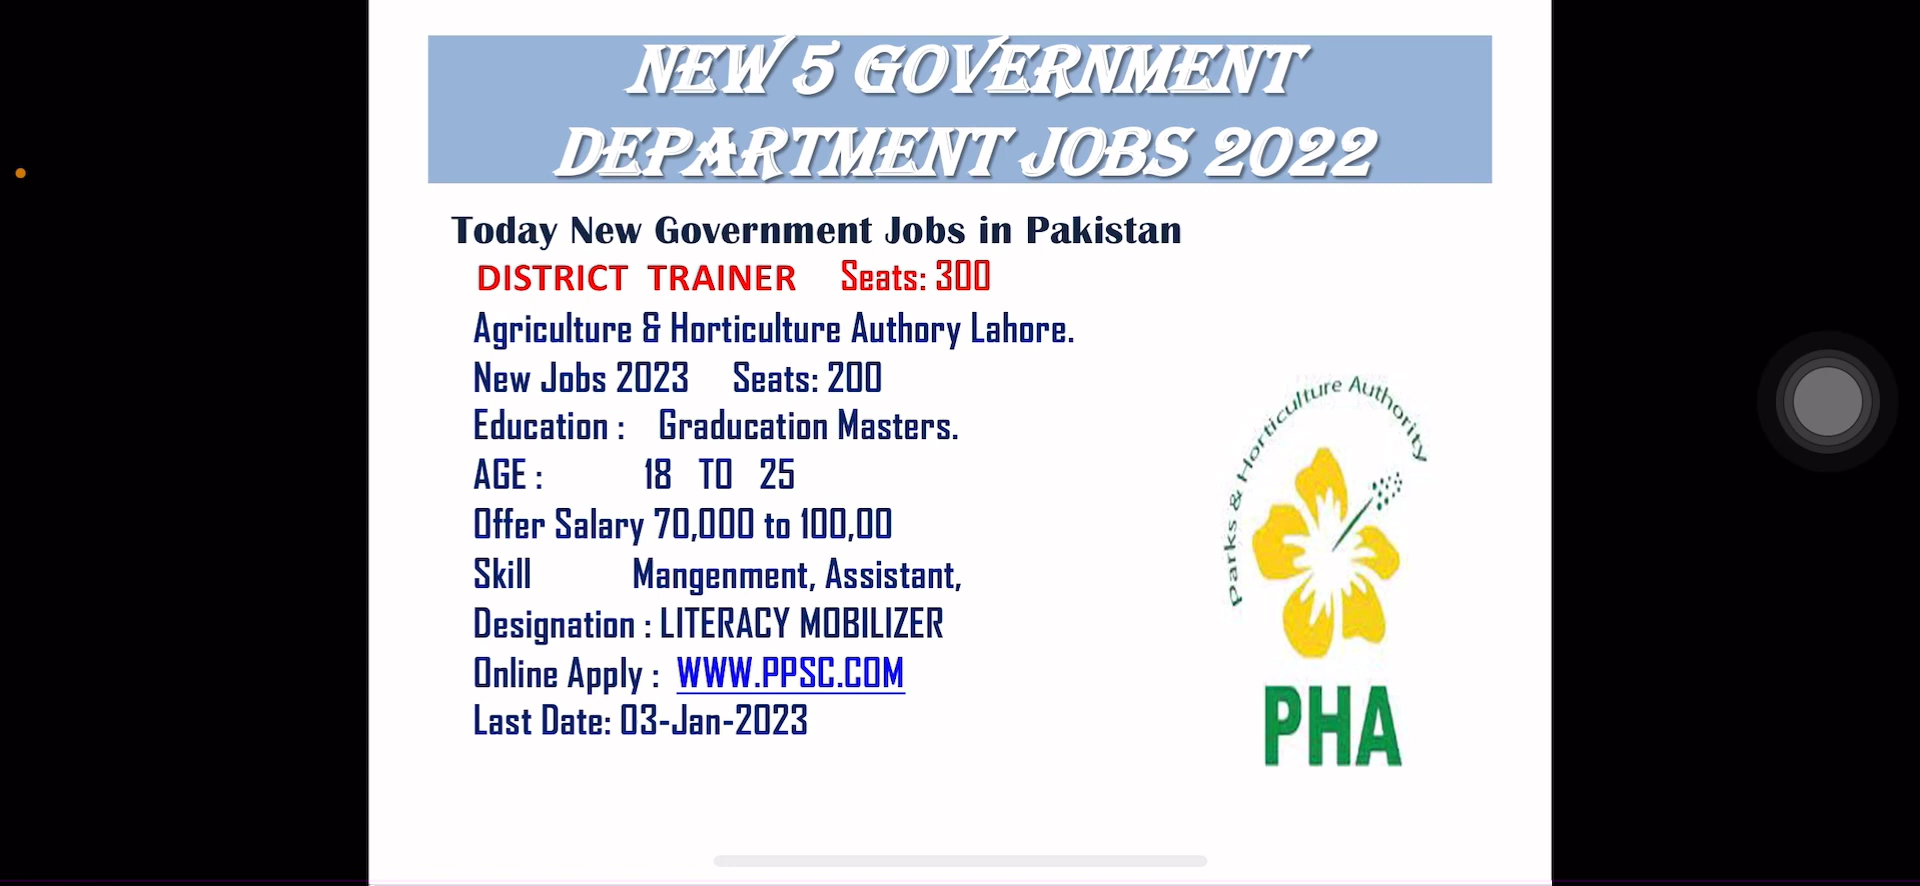 NEW 5 GOVERNMENT
DEPARTMENT JOBS 2022
Today New Government Jobs in Pakistan
DISTRICT TRAINER Seats: 300
Agriculture & Horticulture Authory Lahore.
New Jobs 2023 Seats: 200
Education : Graducation Masters.
AGE : 18 TO 25
Offer Salary 70,000 to 100,00
Skill Mangenment, Assistant,
Designation : LITERACY MOBILIZER
Online Apply : WWW.PPSC.COM
Last Date: 03-Jan-2023
Parks & Horticulture Authority
PHA